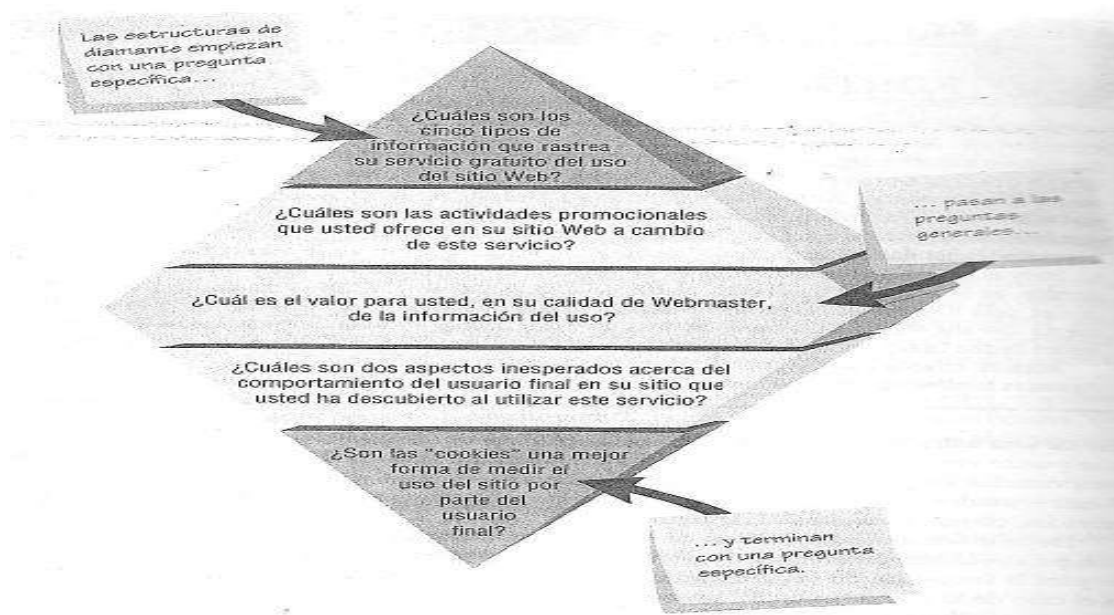 Las estructuras de
diamante empiezan
con una pregunta
específica...
¿Cuáles son los
cinco tipos de
información que rastrea
su servicio gratuito del uso
del sitio Web?
¿Cuáles son las actividades promocionales
que usted ofrece en su sitio Web a cambio
de este servicio?
... pasan a las
preguntas
generales...
¿Cuál es el valor para usted, en su calidad de Webmaster,
de la información del uso?
¿Cuáles son dos aspectos inesperados acerca del
comportamiento del usuario final en su sitio que
usted ha descubierto al utilizar este servicio?
¿Son las "cookies" una mejor
forma de medir el
uso del sitio por
parte del
usuario
final?
... y terminan
con una pregunta
específica.